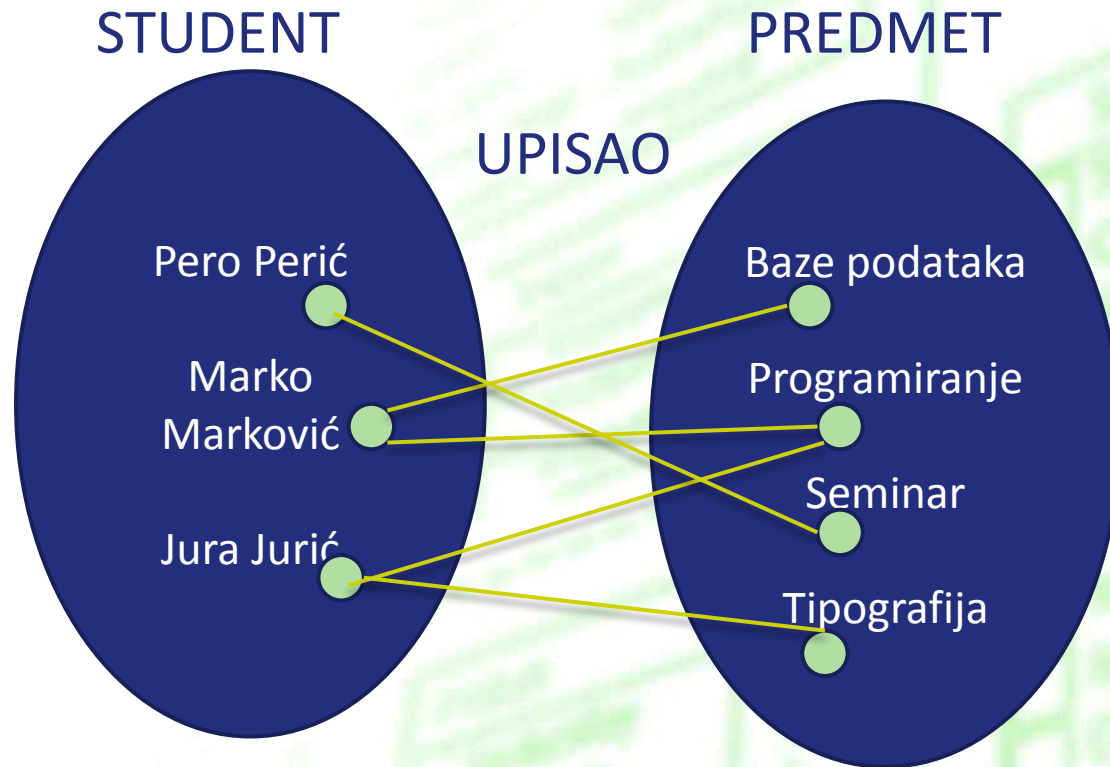 STUDENT
PREDMET
UPISAO
Pero Perić
Marko
Marković
Jura Jurić
Baze podataka
Programiranje
Seminar
Tipografija